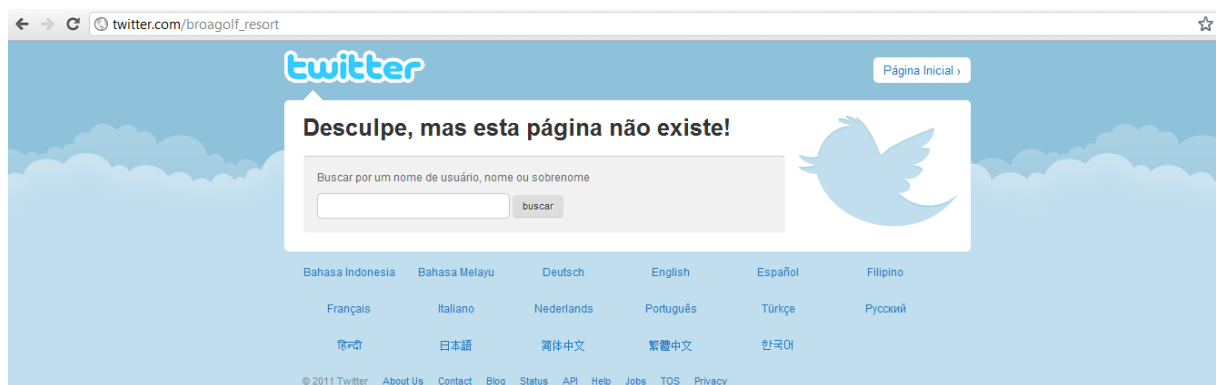 twitter.com/broagolf_resort
twitter
Página Inicial ›
Desculpe, mas esta página não existe!
Buscar por um nome de usuário, nome ou sobrenome
buscar
Bahasa Indonesia Bahasa Melayu Deutsch English Español Filipino
Français Italiano Nederlands Português Türkçe Русский
हिन्दी 日本語 简体中文 繁體中文 한국어
© 2011 Twitter About Us Contact Blog Status API Help Jobs TOS Privacy